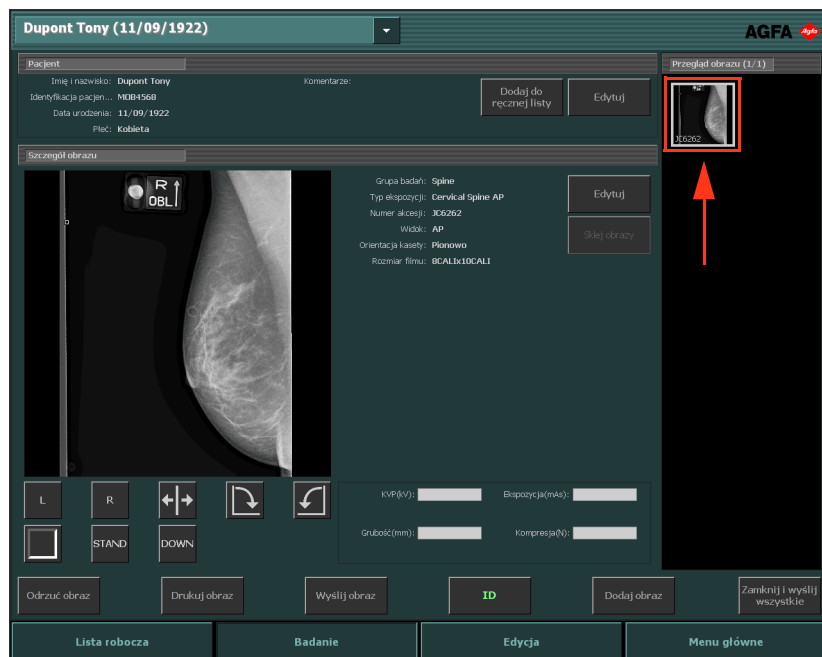 Dupont Tony (11/09/1922)
AGFA Agfa
Pacjent
Imię i nazwisko: Dupont Tony
Identyfikacja pacjen... MOB4568
Data urodzenia: 11/09/1922
Płeć: Kobieta
Komentarze:
Dodaj do
ręcznej listy
Edytuj
Przegląd obrazu (1/1)
JC6262
Szczegół obrazu
R
OBL
Grupa badań: Spine
Typ ekspozycji: Cervical Spine AP
Numer akcesji: JC6262
Widok: AP
Orientacja kasety: Pionowo
Rozmiar filmu: 8CALIx10CALI
Edytuj
Sklej obrazy
L
R
STAND
DOWN
KVP(kV):
Ekspozycja(mAs):
Grubość(mm):
Kompresja(N):
Odrzuć obraz
Drukuj obraz
Wyślij obraz
ID
Dodaj obraz
Zamknij i wyślij
wszystkie
Lista robocza
Badanie
Edycja
Menu główne